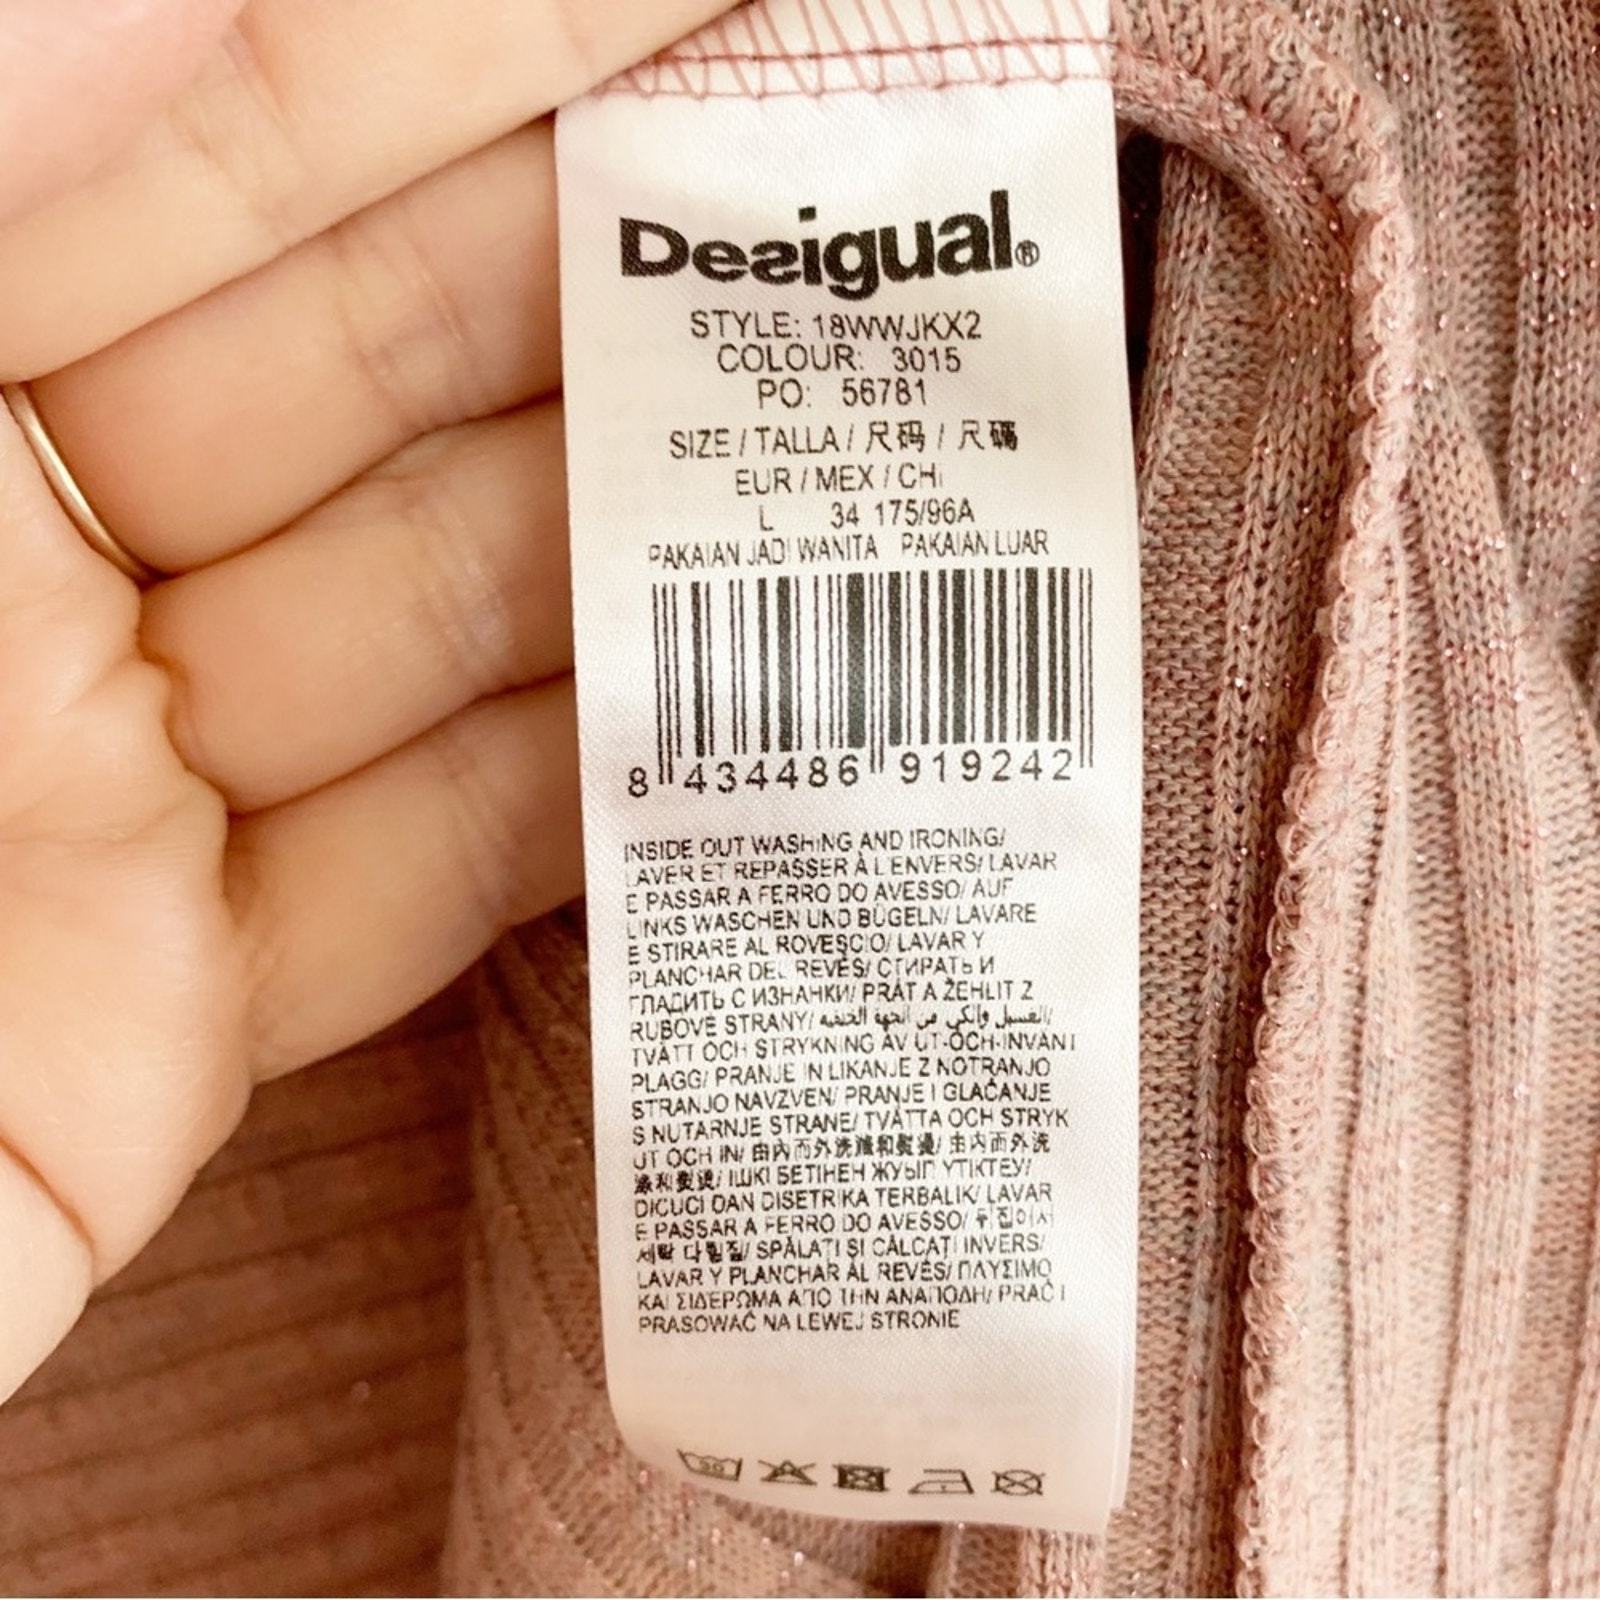 Desigual®
STYLE: 18WWJKX2
COLOUR: 3015
PO: 56781
SIZE / TALLA / 尺码 / 尺碼
EUR / MEX / CHI
L 34 175/96A
PAKAIAN JADI WANITA PAKAIAN LUAR
8 434486 919242
INSIDE OUT WASHING AND IRONING/
LAVER ET REPASSER À L'ENVERS/ LAVAR
E PASSAR A FERRO DO AVESSO/ AUF
LINKS WASCHEN UND BÜGELN/ LAVARE
E STIRARE AL ROVESCIO/ LAVAR Y
PLANCHAR DEL REVÉS/ СТИРАТЬ И
ГЛАДИТЬ С ИЗНАНКИ/ PRÁT A ŽEHLIT Z
RUBOVÉ STRANY/ الغسيل والكي من الجهة الخلفية/
TVÄTT OCH STRYKNING AV UT-OCH-INVÄNT
PLAGG/ PRANJE IN LIKANJE Z NOTRANJO
STRANJO NAVZVEN/ PRANJE I GLAČANJE
S NUTARNJE STRANE/ TVÄTTA OCH STRYK
UT OCH IN/ 由內而外洗滌和熨燙/ 由内而外洗
滌和熨燙/ ІШКІ БЕТІНЕН ЖУЫП ҮТІКТЕУ/
DICUCI DAN DISETRIKA TERBALIK/ LAVAR
E PASSAR A FERRO DO AVESSO/ 뒤집어서
세탁 다림질/ SPĂLAȚI ȘI CĂLCAȚI INVERS/
LAVAR Y PLANCHAR AL REVÉS/ ΠΛΥΣΙΜΟ
ΚΑΙ ΣΙΔΕΡΩΜΑ ΑΠΟ ΤΗΝ ΑΝΑΠΟΔΗ/ PRAĆ I
PRASOWAĆ NA LEWEJ STRONIE
30